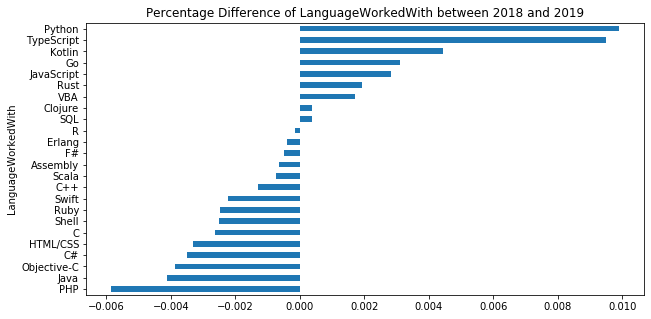 Percentage Difference of LanguageWorkedWith between 2018 and 2019
LanguageWorkedWith
Python
TypeScript
Kotlin
Go
JavaScript
Rust
VBA
Clojure
SQL
R
Erlang
F#
Assembly
Scala
C++
Swift
Ruby
Shell
C
HTML/CSS
C#
Objective-C
Java
PHP
−0.006 −0.004 −0.002 0.000 0.002 0.004 0.006 0.008 0.010